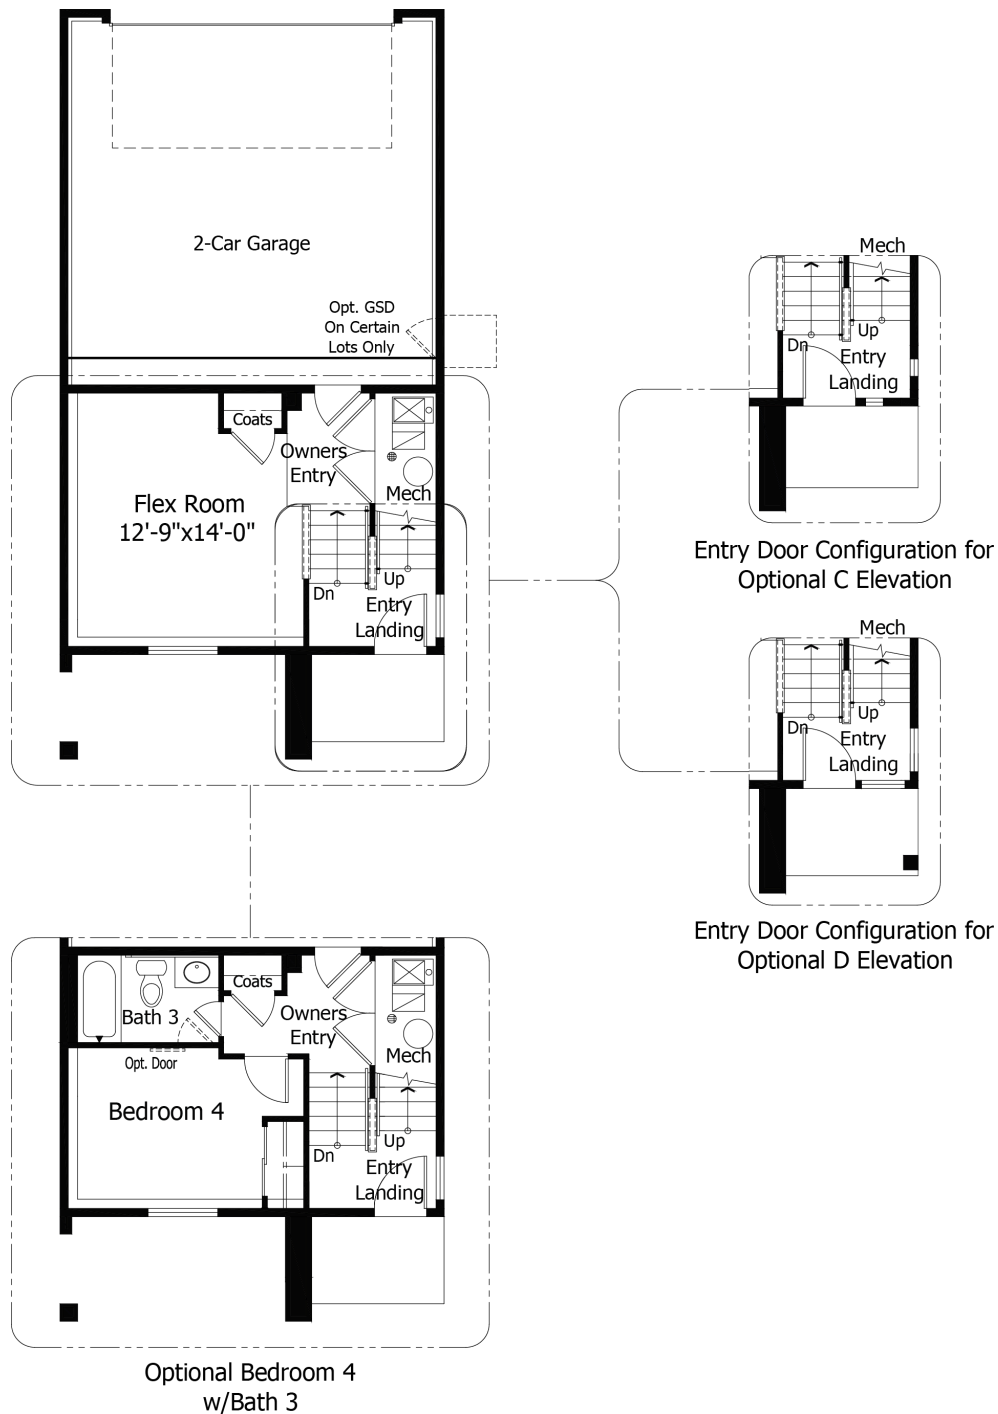 2-Car Garage
Opt. GSD
On Certain
Lots Only
Coats
Owners
Entry
Flex Room
12'-9"x14'-0"
Mech
Dn
Up
Entry
Landing
Mech
Dn
Up
Entry
Landing
Entry Door Configuration for
Optional C Elevation
Mech
Dn
Up
Entry
Landing
Entry Door Configuration for
Optional D Elevation
Bath 3
Coats
Owners
Entry
Mech
Opt. Door
Bedroom 4
Dn
Up
Entry
Landing
Optional Bedroom 4
w/Bath 3